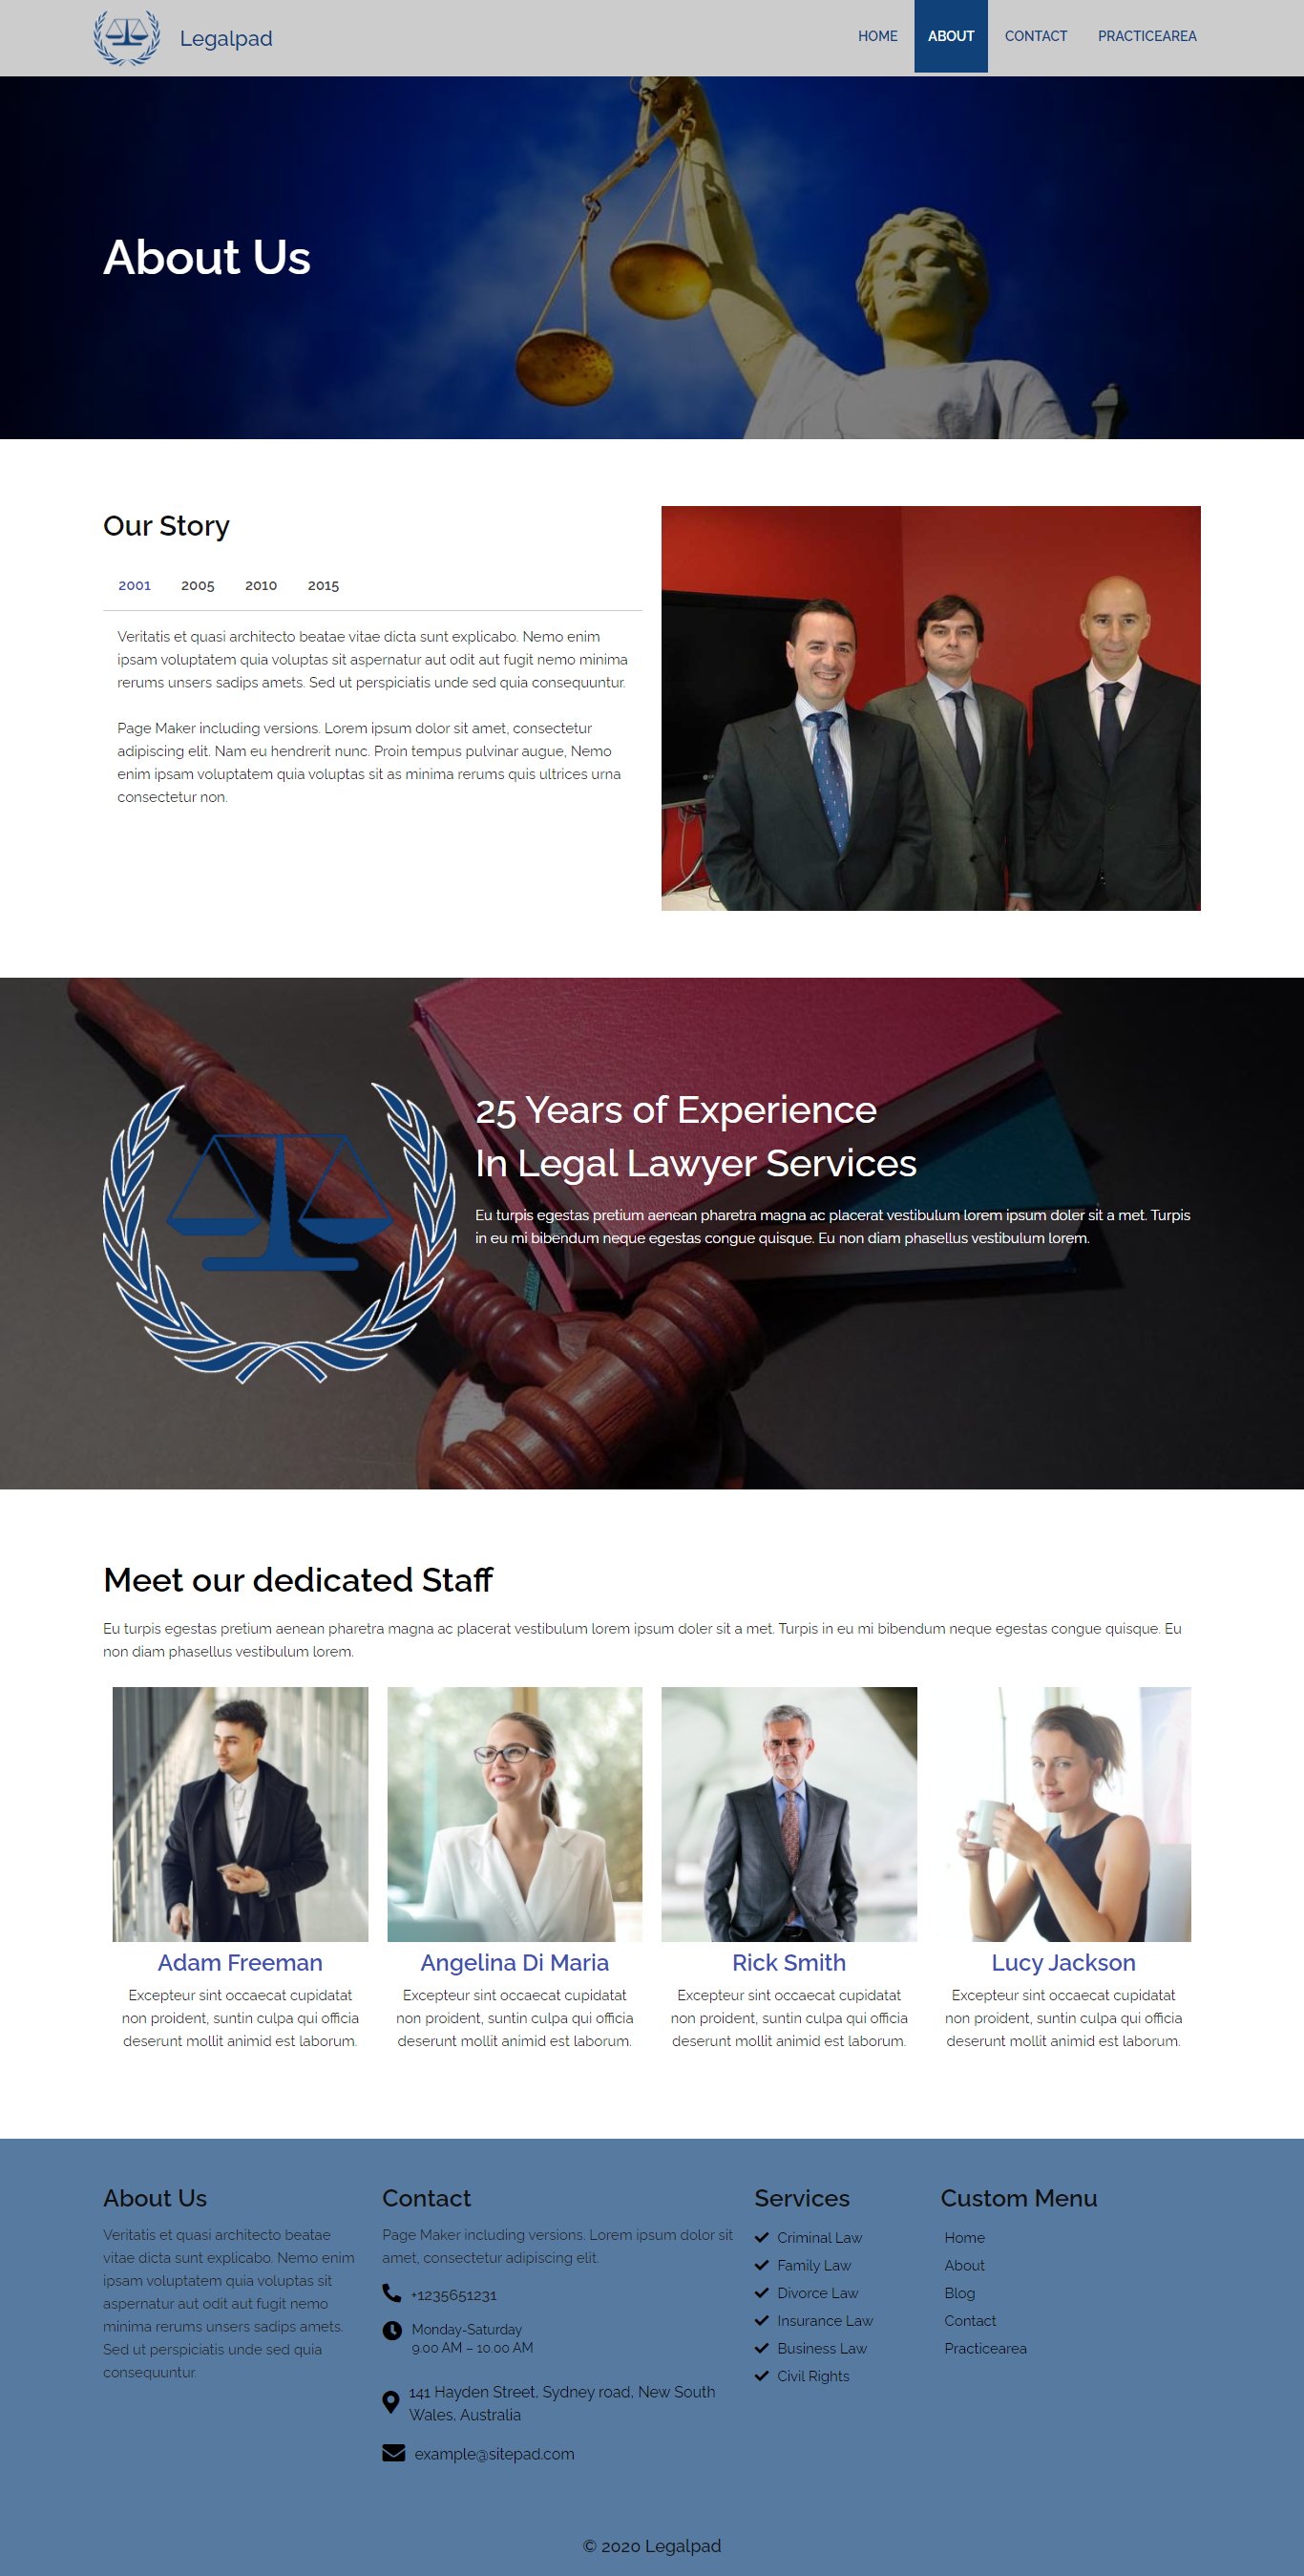 Legalpad
HOME
ABOUT
CONTACT
PRACTICEAREA
About Us
Our Story
2001
2005
2010
2015
Veritatis et quasi architecto beatae vitae dicta sunt explicabo. Nemo enim
ipsam voluptatem quia voluptas sit aspernatur aut odit aut fugit nemo minima
rerums unsers sadips amets. Sed ut perspiciatis unde sed quia consequuntur.
Page Maker including versions. Lorem ipsum dolor sit amet, consectetur
adipiscing elit. Nam eu hendrerit nunc. Proin tempus pulvinar augue, Nemo
enim ipsam voluptatem quia voluptas sit as minima rerums quis ultrices urna
consectetur non.
25 Years of Experience
In Legal Lawyer Services
Eu turpis egestas pretium aenean pharetra magna ac placerat vestibulum lorem ipsum doler sit a met. Turpis
in eu mi bibendum neque egestas congue quisque. Eu non diam phasellus vestibulum lorem.
Meet our dedicated Staff
Eu turpis egestas pretium aenean pharetra magna ac placerat vestibulum lorem ipsum doler sit a met. Turpis in eu mi bibendum neque egestas congue quisque. Eu
non diam phasellus vestibulum lorem.
Adam Freeman
Excepteur sint occaecat cupidatat
non proident, suntin culpa qui officia
deserunt mollit animid est laborum.
Angelina Di Maria
Excepteur sint occaecat cupidatat
non proident, suntin culpa qui officia
deserunt mollit animid est laborum.
Rick Smith
Excepteur sint occaecat cupidatat
non proident, suntin culpa qui officia
deserunt mollit animid est laborum.
Lucy Jackson
Excepteur sint occaecat cupidatat
non proident, suntin culpa qui officia
deserunt mollit animid est laborum.
About Us
Veritatis et quasi architecto beatae
vitae dicta sunt explicabo. Nemo enim
ipsam voluptatem quia voluptas sit
aspernatur aut odit aut fugit nemo
minima rerums unsers sadips amets.
Sed ut perspiciatis unde sed quia
consequuntur.
Contact
Page Maker including versions. Lorem ipsum dolor sit
amet, consectetur adipiscing elit.
+1235651231
Monday-Saturday
9.00 AM – 10.00 AM
141 Hayden Street, Sydney road, New South
Wales, Australia
example@sitepad.com
Services
Criminal Law
Family Law
Divorce Law
Insurance Law
Business Law
Civil Rights
Custom Menu
Home
About
Blog
Contact
Practicearea
© 2020 Legalpad